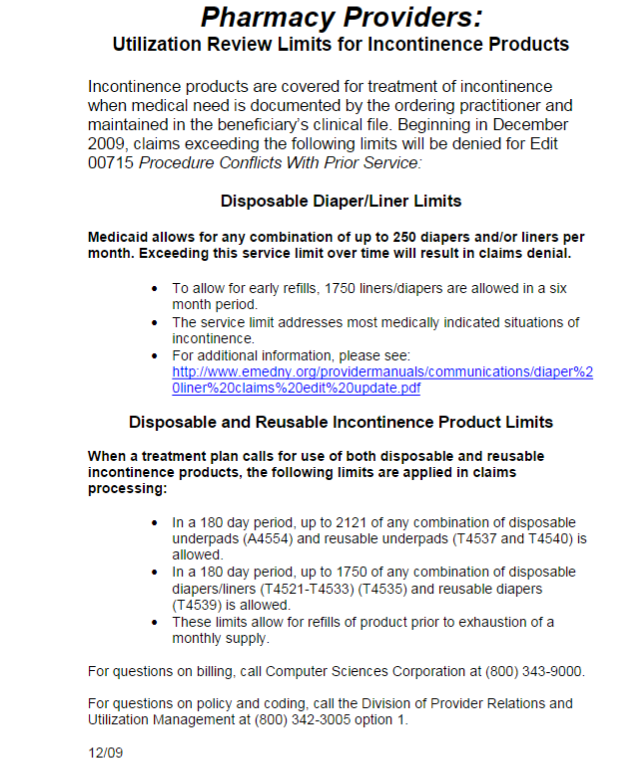 Pharmacy Providers:
Utilization Review Limits for Incontinence Products
Incontinence products are covered for treatment of incontinence
when medical need is documented by the ordering practitioner and
maintained in the beneficiary's clinical file. Beginning in December
2009, claims exceeding the following limits will be denied for Edit
00715 Procedure Conflicts With Prior Service:
Disposable Diaper/Liner Limits
Medicaid allows for any combination of up to 250 diapers and/or liners per
month. Exceeding this service limit over time will result in claims denial.
• To allow for early refills, 1750 liners/diapers are allowed in a six
month period.
• The service limit addresses most medically indicated situations of
incontinence.
• For additional information, please see:
http://www.emedny.org/providermanuals/communications/diaper%2
0liner%20claims%20edit%20update.pdf
Disposable and Reusable Incontinence Product Limits
When a treatment plan calls for use of both disposable and reusable
incontinence products, the following limits are applied in claims
processing:
• In a 180 day period, up to 2121 of any combination of disposable
underpads (A4554) and reusable underpads (T4537 and T4540) is
allowed.
• In a 180 day period, up to 1750 of any combination of disposable
diapers/liners (T4521-T4533) (T4535) and reusable diapers
(T4539) is allowed.
• These limits allow for refills of product prior to exhaustion of a
monthly supply.
For questions on billing, call Computer Sciences Corporation at (800) 343-9000.
For questions on policy and coding, call the Division of Provider Relations and
Utilization Management at (800) 342-3005 option 1.
12/09